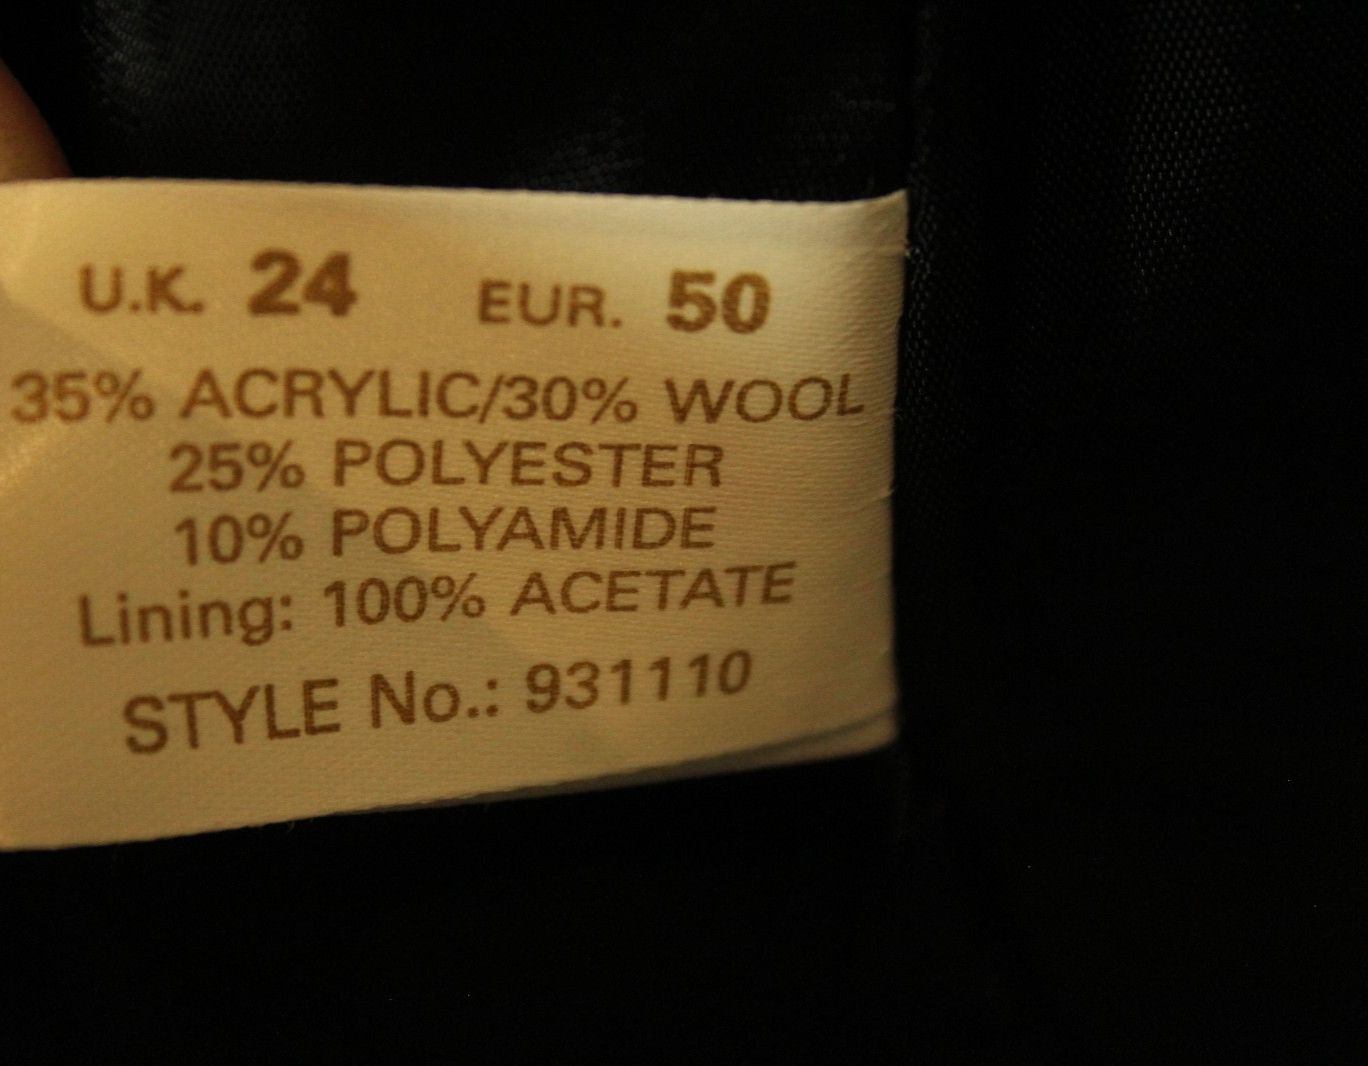 U.K. 24 EUR. 50
35% ACRYLIC/30% WOOL
25% POLYESTER
10% POLYAMIDE
Lining: 100% ACETATE
STYLE No.: 931110